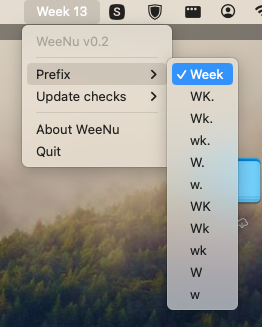 Week 13
S
WeeNu v0.2
Prefix
Update checks
About WeeNu
Quit
Week
WK.
Wk.
wk.
W.
w.
WK
Wk
wk
W
w